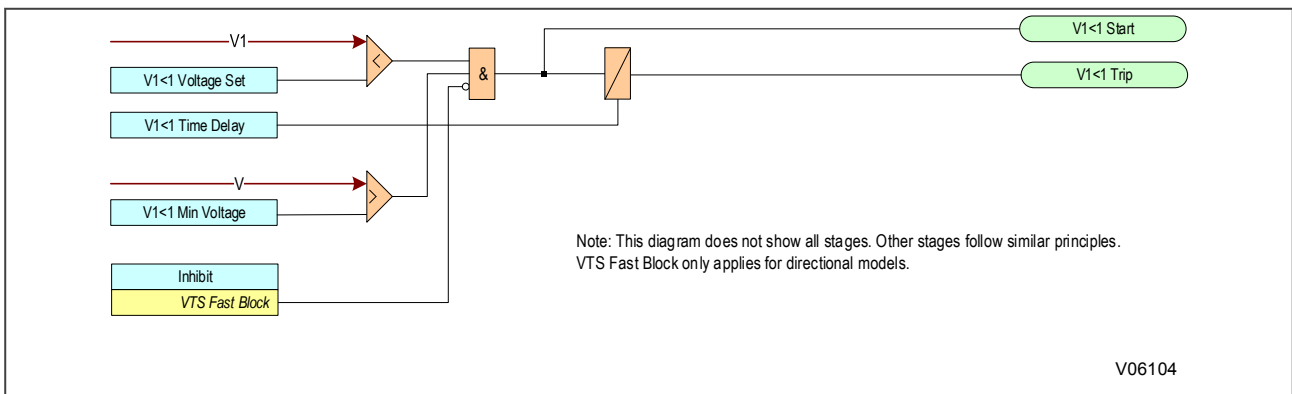 V1
V1<1 Start
V1<1 Voltage Set
&
V1<1 Trip
V1<1 Time Delay
V
V1<1 Min Voltage
Note: This diagram does not show all stages. Other stages follow similar principles.
VTS Fast Block only applies for directional models.
Inhibit
VTS Fast Block
V06104